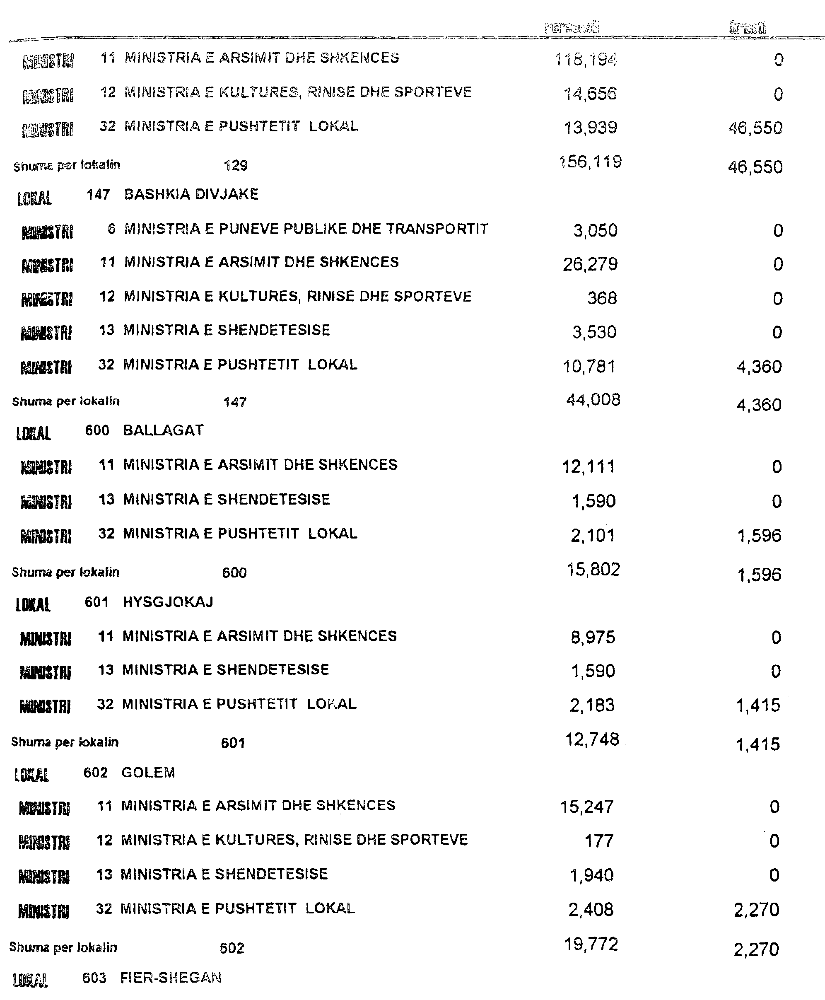 Personeli Granti
MINISTRI 11 MINISTRIA E ARSIMIT DHE SHKENCES 118,194 0
MINISTRI 12 MINISTRIA E KULTURES, RINISE DHE SPORTEVE 14,656 0
MINISTRI 32 MINISTRIA E PUSHTETIT LOKAL 13,939 46,550
Shuma per lokalin 129 156,119 46,550
LOKAL 147 BASHKIA DIVJAKE
MINISTRI 6 MINISTRIA E PUNEVE PUBLIKE DHE TRANSPORTIT 3,050 0
MINISTRI 11 MINISTRIA E ARSIMIT DHE SHKENCES 26,279 0
MINISTRI 12 MINISTRIA E KULTURES, RINISE DHE SPORTEVE 368 0
MINISTRI 13 MINISTRIA E SHENDETESISE 3,530 0
MINISTRI 32 MINISTRIA E PUSHTETIT LOKAL 10,781 4,360
Shuma per lokalin 147 44,008 4,360
LOKAL 600 BALLAGAT
MINISTRI 11 MINISTRIA E ARSIMIT DHE SHKENCES 12,111 0
MINISTRI 13 MINISTRIA E SHENDETESISE 1,590 0
MINISTRI 32 MINISTRIA E PUSHTETIT LOKAL 2,101 1,596
Shuma per lokalin 600 15,802 1,596
LOKAL 601 HYSGJOKAJ
MINISTRI 11 MINISTRIA E ARSIMIT DHE SHKENCES 8,975 0
MINISTRI 13 MINISTRIA E SHENDETESISE 1,590 0
MINISTRI 32 MINISTRIA E PUSHTETIT LOKAL 2,183 1,415
Shuma per lokalin 601 12,748 1,415
LOKAL 602 GOLEM
MINISTRI 11 MINISTRIA E ARSIMIT DHE SHKENCES 15,247 0
MINISTRI 12 MINISTRIA E KULTURES, RINISE DHE SPORTEVE 177 0
MINISTRI 13 MINISTRIA E SHENDETESISE 1,940 0
MINISTRI 32 MINISTRIA E PUSHTETIT LOKAL 2,408 2,270
Shuma per lokalin 602 19,772 2,270
LOKAL 603 FIER-SHEGAN